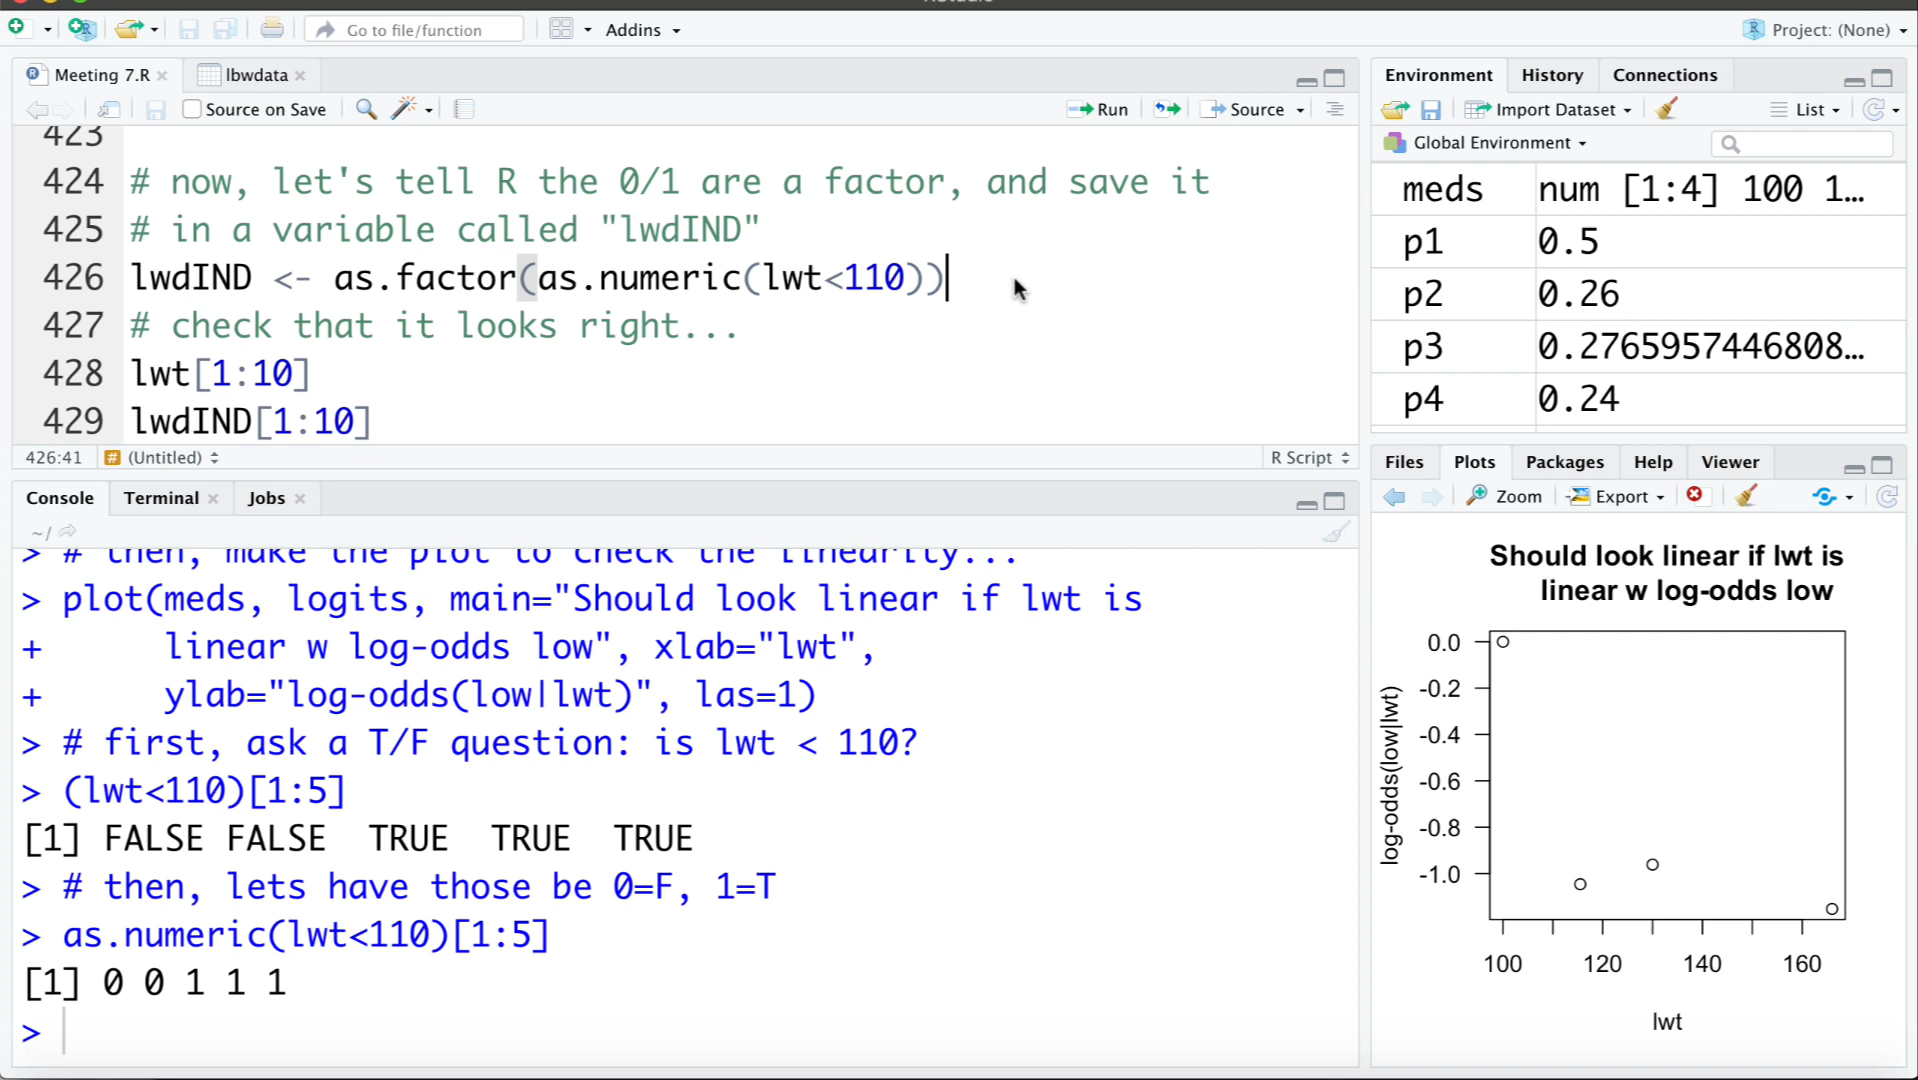 Go to file/function
Addins
Project: (None)
Meeting 7.R
lbwdata
Source on Save
Run
Source
423
424 # now, let's tell R the 0/1 are a factor, and save it
425 # in a variable called "lwdIND"
426 lwdIND <- as.factor(as.numeric(lwt<110))
427 # check that it looks right...
428 lwt[1:10]
429 lwdIND[1:10]
426:41 # (Untitled)
R Script
Console Terminal Jobs
~/
> # then, make the plot to check the linearity...
> plot(meds, logits, main="Should look linear if lwt is
+ linear w log-odds low", xlab="lwt",
+ ylab="log-odds(low|lwt)", las=1)
> # first, ask a T/F question: is lwt < 110?
> (lwt<110)[1:5]
[1] FALSE FALSE TRUE TRUE TRUE
> # then, lets have those be 0=F, 1=T
> as.numeric(lwt<110)[1:5]
[1] 0 0 1 1 1
>
Environment History Connections
Import Dataset
List
Global Environment
meds num [1:4] 100 1…
p1 0.5
p2 0.26
p3 0.2765957446808…
p4 0.24
Files Plots Packages Help Viewer
Zoom Export
Should look linear if lwt is
linear w log-odds low
0.0
-0.2
-0.4
-0.6
-0.8
-1.0
log-odds(low|lwt)
100 120 140 160
lwt